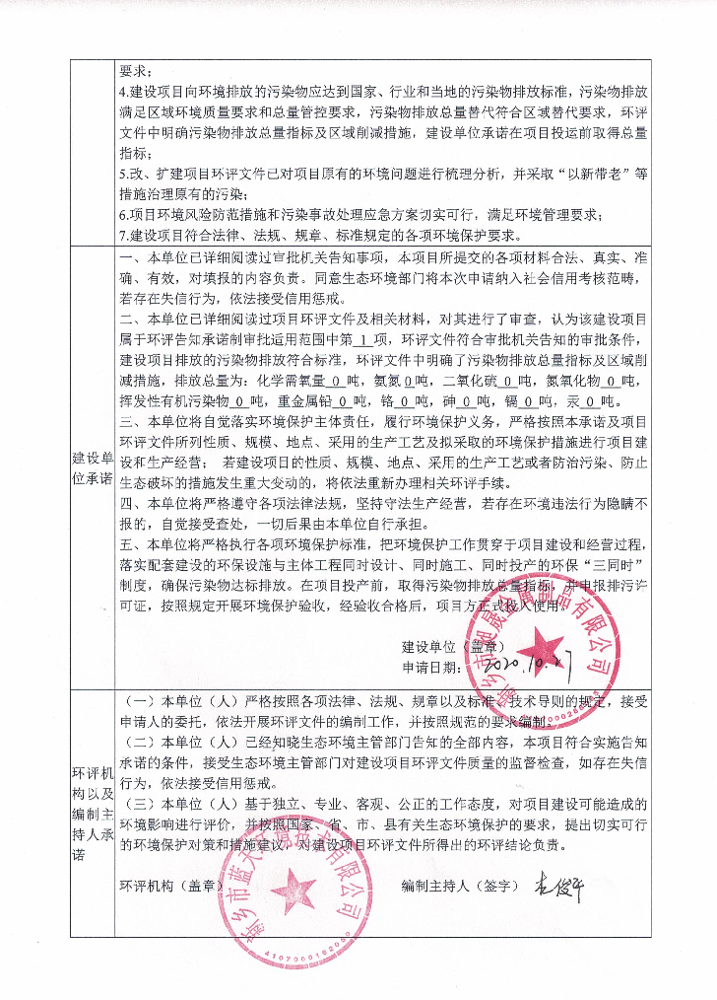 要求；
4.建设项目向环境排放的污染物应达到国家、行业和当地的污染物排放标准，污染物排放
满足区域环境质量要求和总量管控要求，污染物排放总量替代符合区域替代要求，环评
文件中明确污染物排放总量指标及区域削减措施，建设单位承诺在项目投运前取得总量
指标；
5.改、扩建项目环评文件已对项目原有的环境问题进行梳理分析，并采取“以新带老”等
措施治理原有的污染；
6.项目环境风险防范措施和污染事故处理应急方案切实可行，满足环境管理要求；
7.建设项目符合法律、法规、规章、标准规定的各项环境保护要求。
建设单
位承诺
一、本单位已详细阅读过审批机关告知事项，本项目所提交的各项材料合法、真实、准
确、有效，对填报的内容负责。同意生态环境部门将本次申请纳入社会信用考核范畴，
若存在失信行为，依法接受信用惩戒。
二、本单位已详细阅读过项目环评文件及相关材料，对其进行了审查，认为该建设项目
属于环评告知承诺制审批适用范围中第 1 项，环评文件符合审批机关告知的审批条件，
建设项目排放的污染物排放符合标准，环评文件中明确了污染物排放总量指标及区域削
减措施，排放总量为：化学需氧量 0 吨，氨氮 0 吨，二氧化硫 0 吨，氮氧化物 0 吨，
挥发性有机污染物 0 吨，重金属铅 0 吨，铬 0 吨，砷 0 吨，镉 0 吨，汞 0 吨。
三、本单位将自觉落实环境保护主体责任，履行环境保护义务，严格按照本承诺及项目
环评文件所列性质、规模、地点、采用的生产工艺及拟采取的环境保护措施进行项目建
设和生产经营； 若建设项目的性质、规模、地点、采用的生产工艺或者防治污染、防止
生态破坏的措施发生重大变动的，将依法重新办理相关环评手续。
四、本单位将严格遵守各项法律法规，坚持守法生产经营，若存在环境违法行为隐瞒不
报的，自觉接受查处，一切后果由本单位自行承担。
五、本单位将严格执行各项环境保护标准，把环境保护工作贯穿于项目建设和经营过程，
落实配套建设的环保设施与主体工程同时设计、同时施工、同时投产的环保“三同时”
制度，确保污染物达标排放。在项目投产前，取得污染物排放总量指标，并申报排污许
可证，按照规定开展环境保护验收，经验收合格后，项目方正式投入使用。
建设单位（盖章）
申请日期： 2020.10.27
新乡市昶晟金属制品有限公司
环评机
构以及
编制主
持人承
诺
（一）本单位（人）严格按照各项法律、法规、规章以及标准、技术导则的规定，接受
申请人的委托，依法开展环评文件的编制工作，并按照规范的要求编制。
（二）本单位（人）已经知晓生态环境主管部门告知的全部内容，本项目符合实施告知
承诺的条件，接受生态环境主管部门对建设项目环评文件质量的监督检查，如存在失信
行为，依法接受信用惩戒。
（三）本单位（人）基于独立、专业、客观、公正的工作态度，对项目建设可能造成的
环境影响进行评价，并按照国家、省、市、县有关生态环境保护的要求，提出切实可行
的环境保护对策和措施建议，对建设项目环评文件所得出的环评结论负责。
环评机构（盖章） 编制主持人（签字）
新乡市蓝天环境技术有限公司